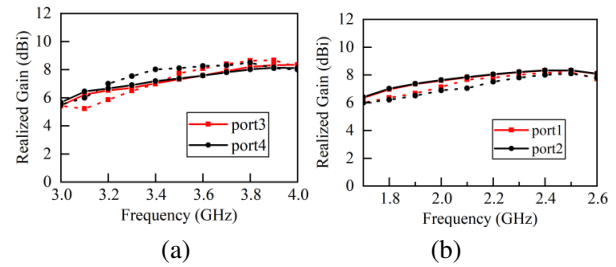 Realized Gain (dBi)
12
10
8
6
4
2
0
port3
port4
3.0 3.2 3.4 3.6 3.8 4.0
Frequency (GHz)
(a)
Realized Gain (dBi)
12
10
8
6
4
2
0
port1
port2
1.8 2.0 2.2 2.4 2.6
Frequency (GHz)
(b)